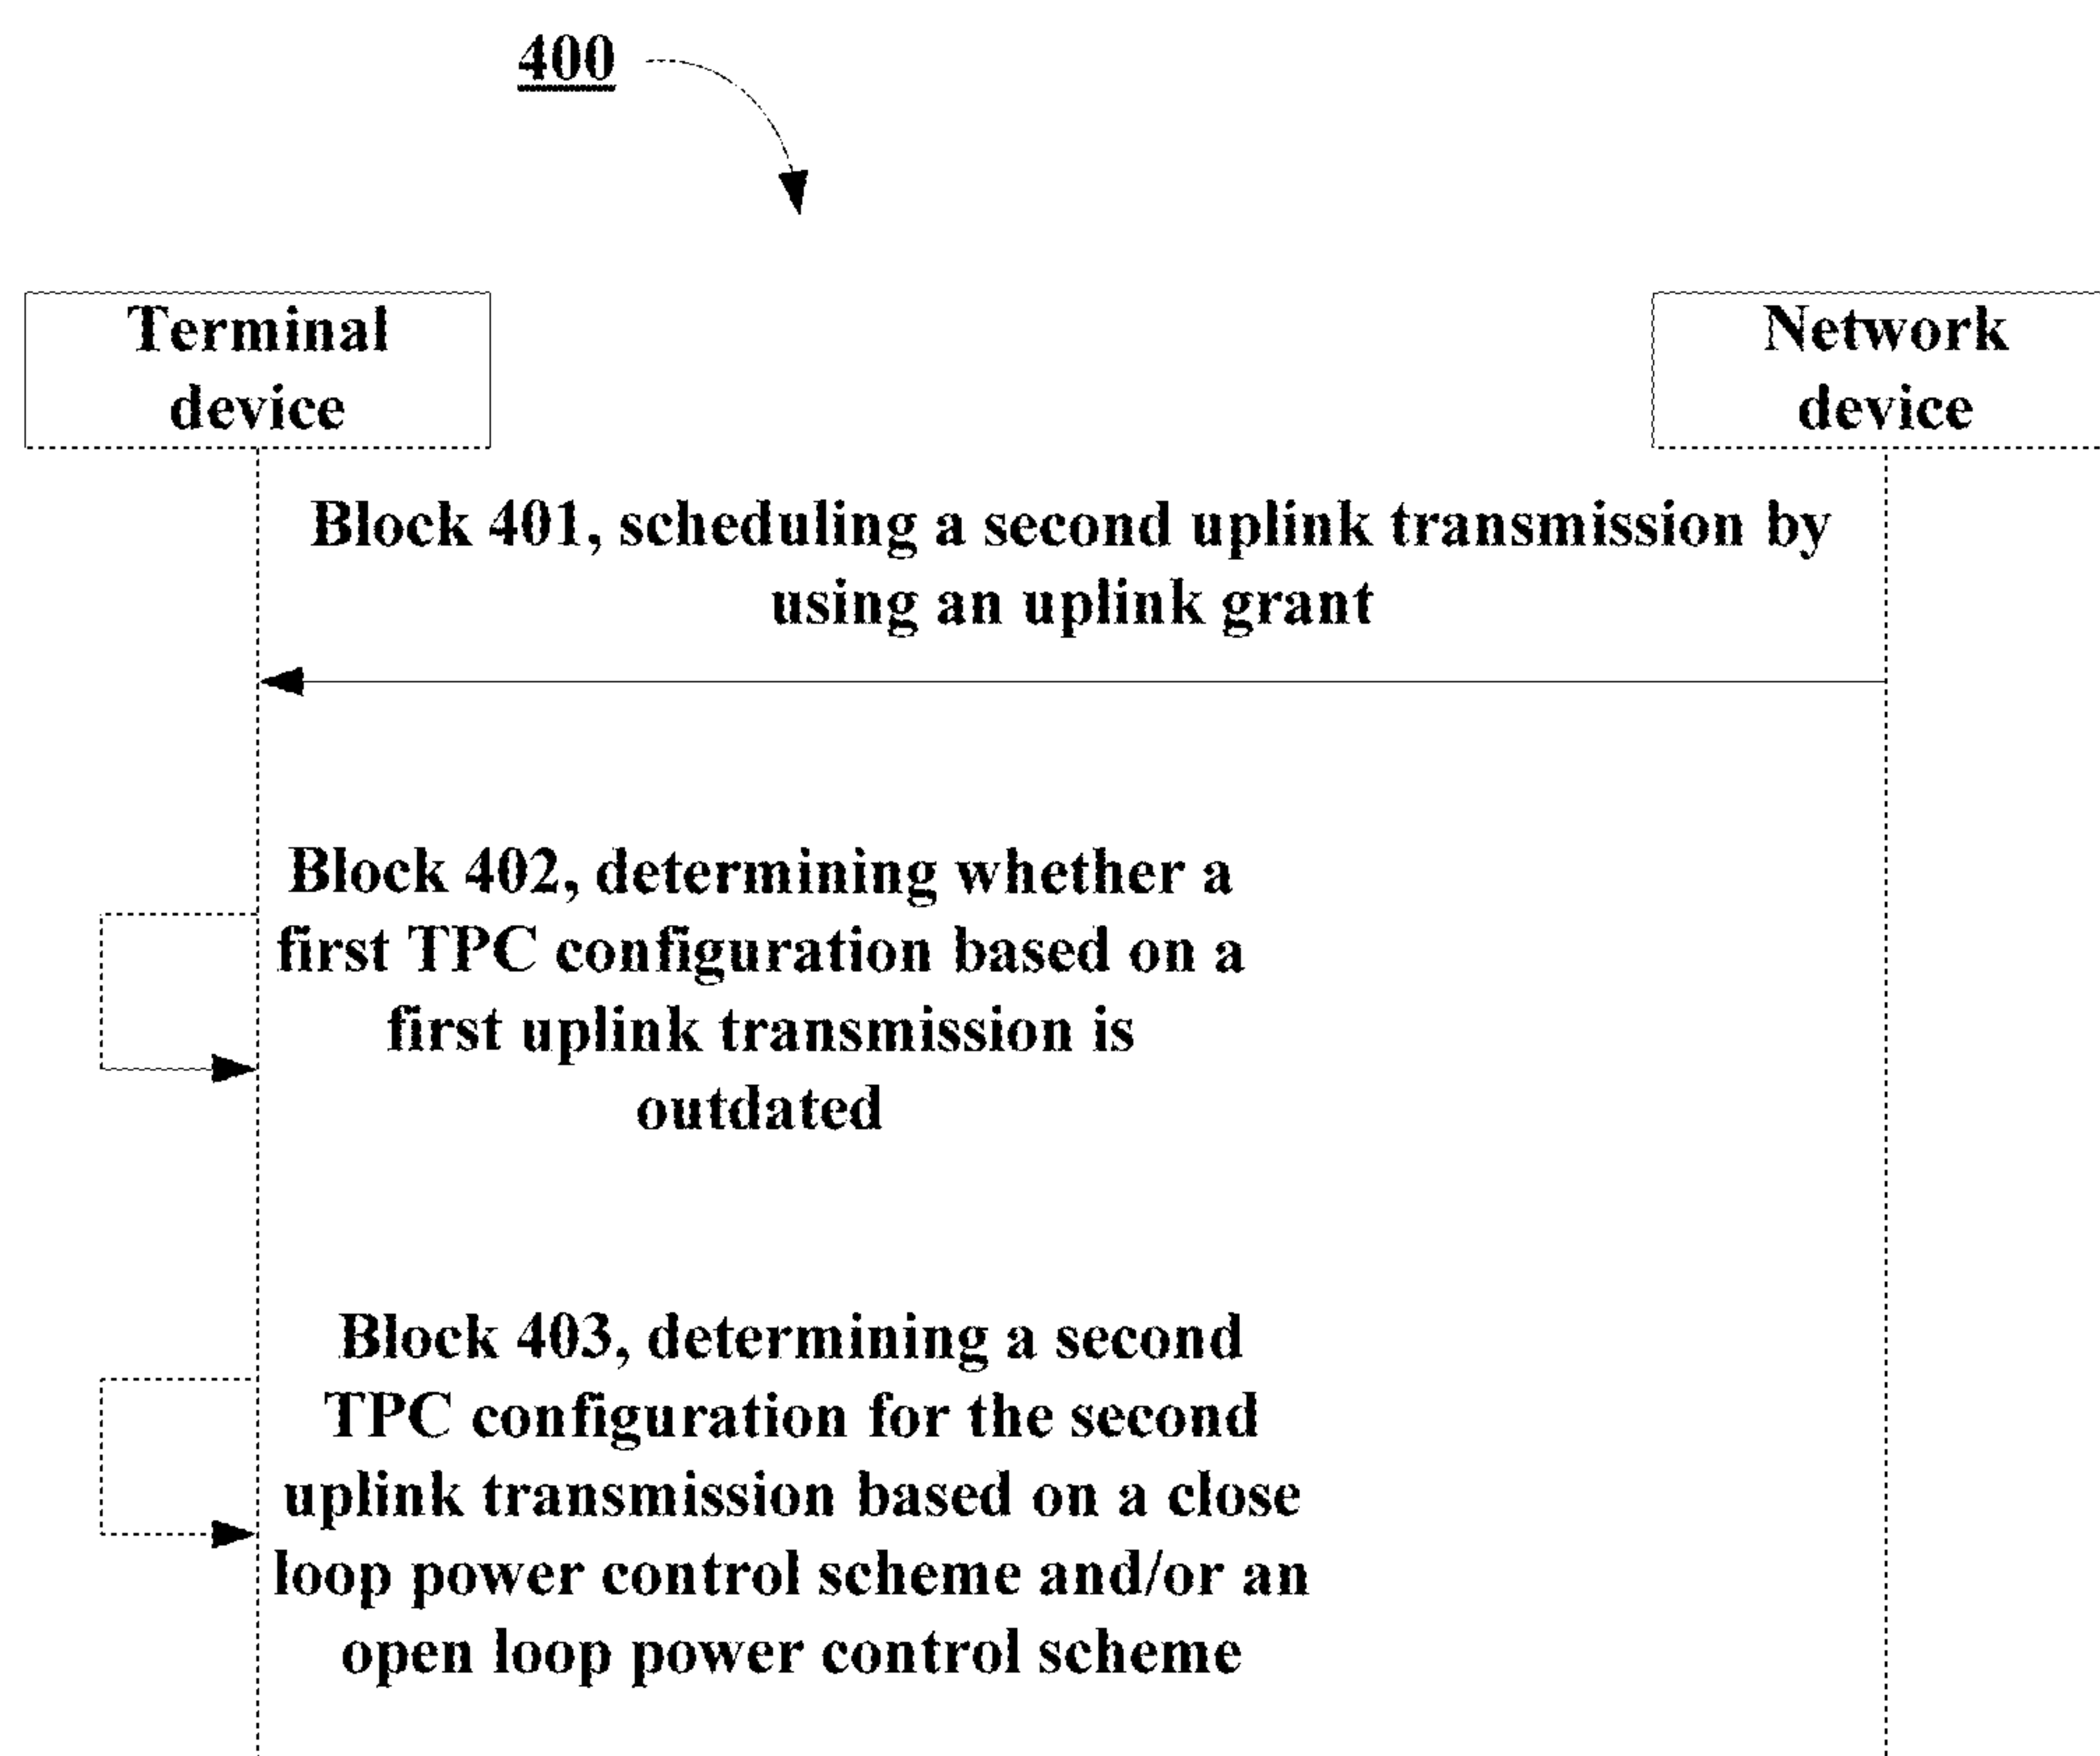 400
Terminal
device
Network
device
Block 401, scheduling a second uplink transmission by
using an uplink grant
Block 402, determining whether a
first TPC configuration based on a
first uplink transmission is
outdated
Block 403, determining a second
TPC configuration for the second
uplink transmission based on a close
loop power control scheme and/or an
open loop power control scheme